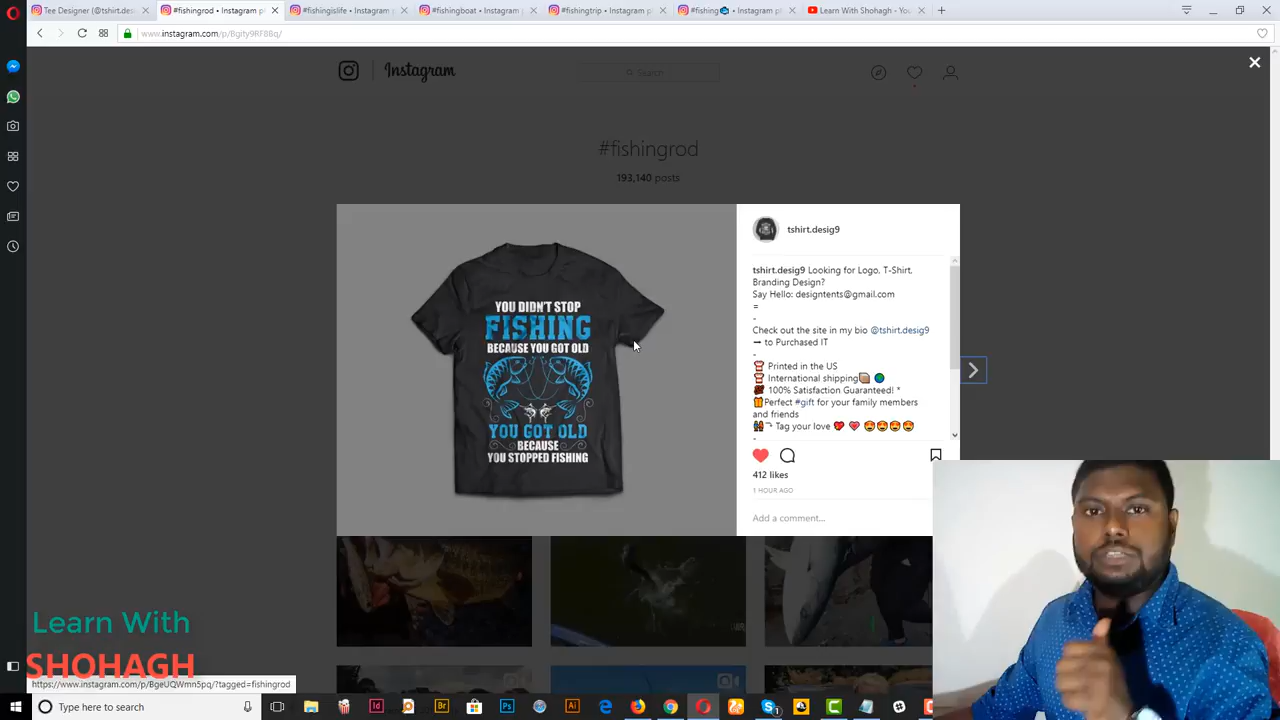 Tee Designer (@tshirt.desi
#fishingrod • Instagram ph
#fishingislife • Instagram p
#fishingboat • Instagram p
#fishingtrip • Instagram ph
#fishing • Instagram ph
Learn With Shohagh - You
www.instagram.com/p/Bgity9RF88q/
Instagram
Search
#fishingrod
193,140 posts
YOU DIDN'T STOP
FISHING
BECAUSE YOU GOT OLD
YOU GOT OLD
BECAUSE
YOU STOPPED FISHING
tshirt.desig9
tshirt.desig9 Looking for Logo, T-Shirt,
Branding Design?
Say Hello: designtents@gmail.com
=
-
Check out the site in my bio @tshirt.desig9
➡ to Purchased IT
-
Printed in the US
International shipping
100% Satisfaction Guaranteed! *
Perfect #gift for your family members
and friends
Tag your love
-
412 likes
1 HOUR AGO
Add a comment...
Learn With
SHOHAGH
https://www.instagram.com/p/BgeUQWmn5pq/?tagged=fishingrod
Type here to search